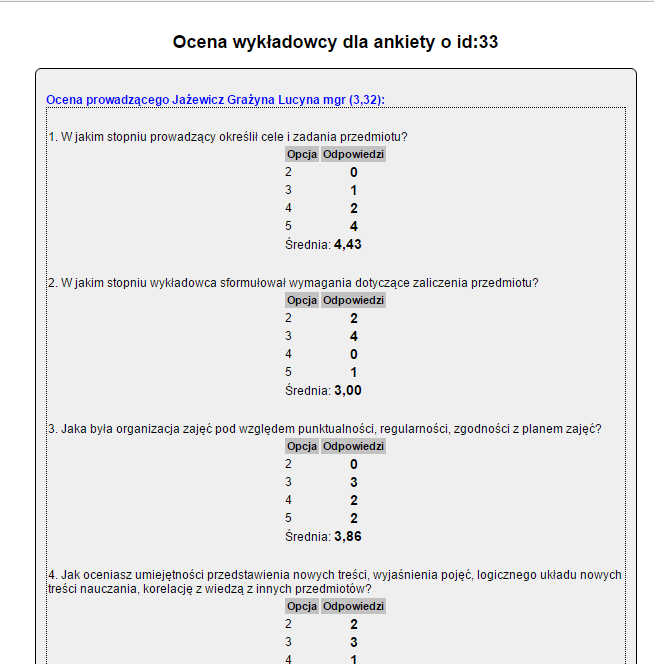 Ocena wykładowcy dla ankiety o id:33
Ocena prowadzącego Jażewicz Grażyna Lucyna mgr (3,32):
1. W jakim stopniu prowadzący określił cele i zadania przedmiotu?
Opcja Odpowiedzi
2 0
3 1
4 2
5 4
Średnia: 4,43
2. W jakim stopniu wykładowca sformułował wymagania dotyczące zaliczenia przedmiotu?
Opcja Odpowiedzi
2 2
3 4
4 0
5 1
Średnia: 3,00
3. Jaka była organizacja zajęć pod względem punktualności, regularności, zgodności z planem zajęć?
Opcja Odpowiedzi
2 0
3 3
4 2
5 2
Średnia: 3,86
4. Jak oceniasz umiejętności przedstawienia nowych treści, wyjaśnienia pojęć, logicznego układu nowych
treści nauczania, korelację z wiedzą z innych przedmiotów?
Opcja Odpowiedzi
2 2
3 3
4 1